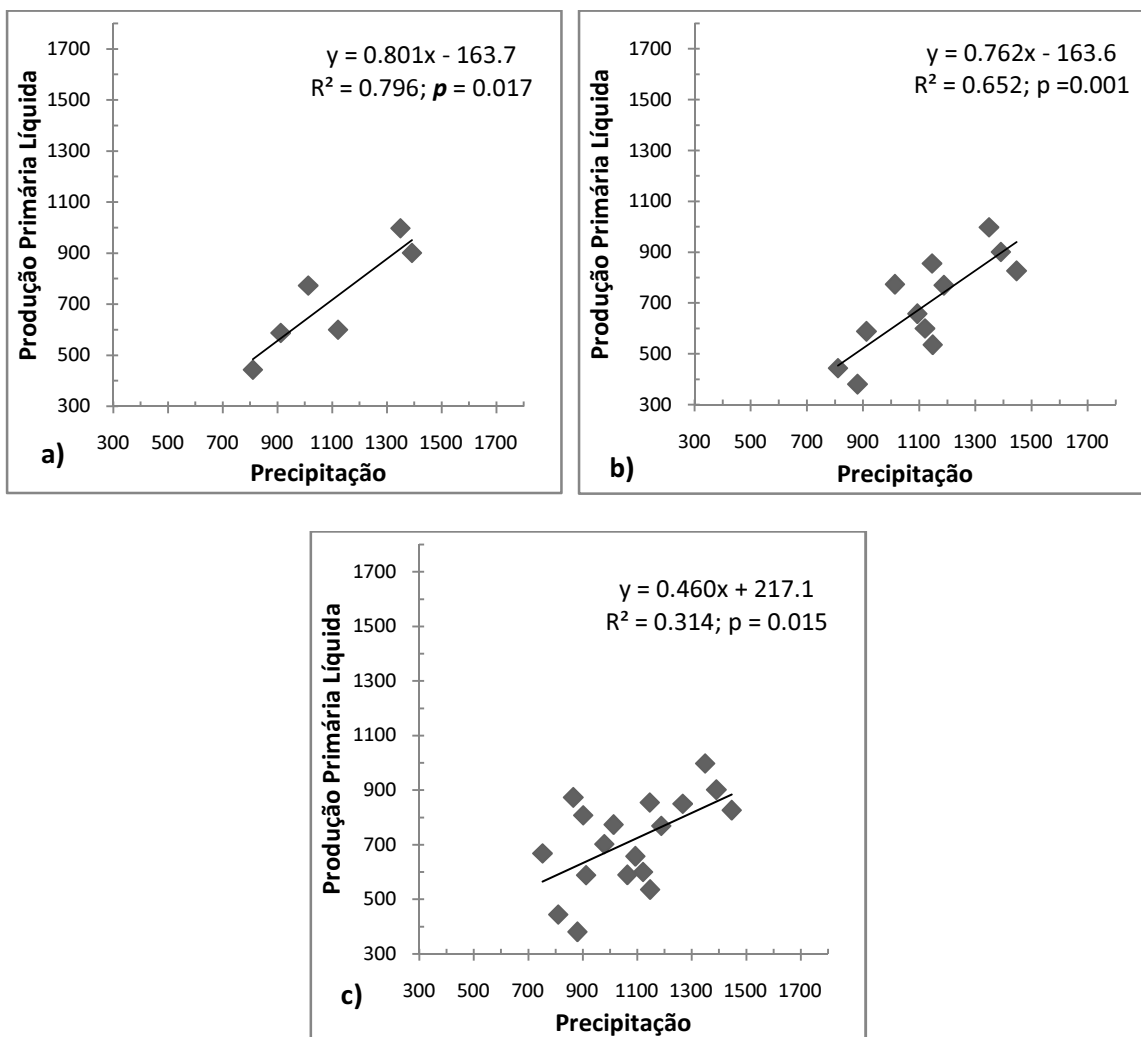 y = 0.801x - 163.7
R² = 0.796; p = 0.017
Produção Primária Líquida
1700
1500
1300
1100
900
700
500
300
300 500 700 900 1100 1300 1500 1700
a)
Precipitação
y = 0.762x - 163.6
R² = 0.652; p =0.001
Produção Primária Líquida
1700
1500
1300
1100
900
700
500
300
300 500 700 900 1100 1300 1500 1700
b)
Precipitação
y = 0.460x + 217.1
R² = 0.314; p = 0.015
Produção Primária Líquida
1700
1500
1300
1100
900
700
500
300
300 500 700 900 1100 1300 1500 1700
c)
Precipitação